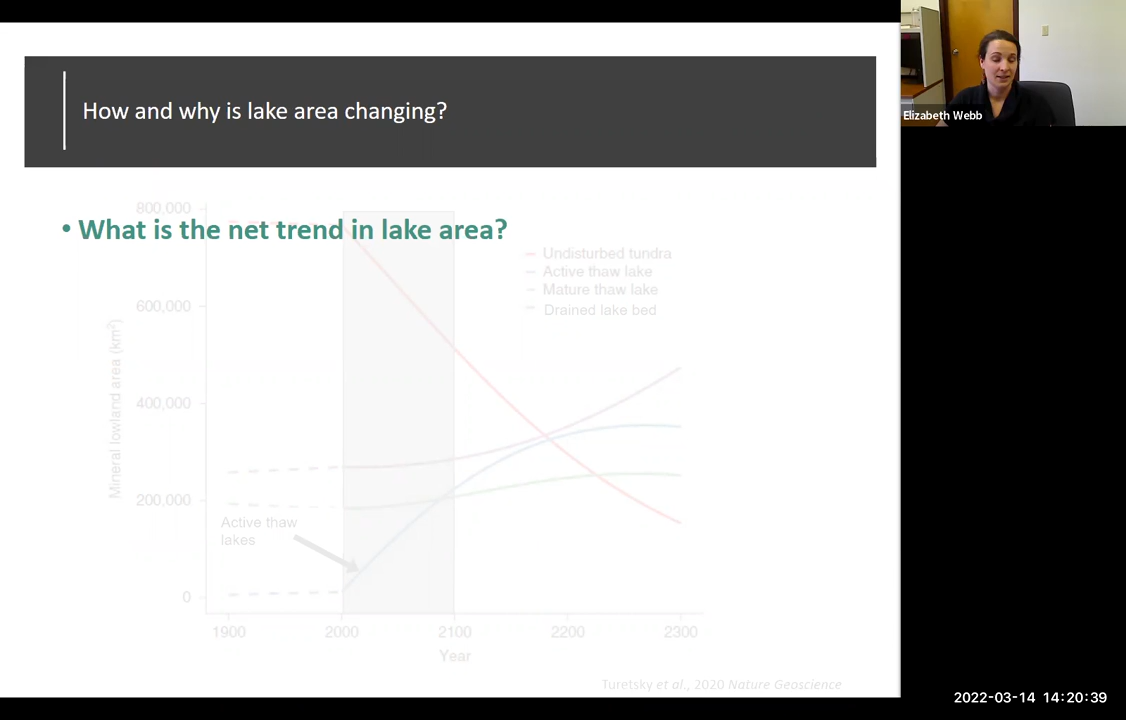 How and why is lake area changing?
Elizabeth Webb
• What is the net trend in lake area?
800,000
600,000
400,000
200,000
0
Mineral lowland area (km²)
Undisturbed tundra
Active thaw lake
Mature thaw lake
Drained lake bed
Active thaw
lakes
1900 2000 2100 2200 2300
Year
Turetsky et al., 2020 Nature Geoscience
2022-03-14 14:20:39